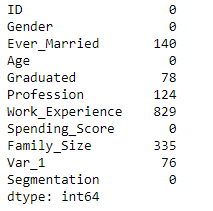 ID 0
Gender 0
Ever_Married 140
Age 0
Graduated 78
Profession 124
Work_Experience 829
Spending_Score 0
Family_Size 335
Var_1 76
Segmentation 0
dtype: int64